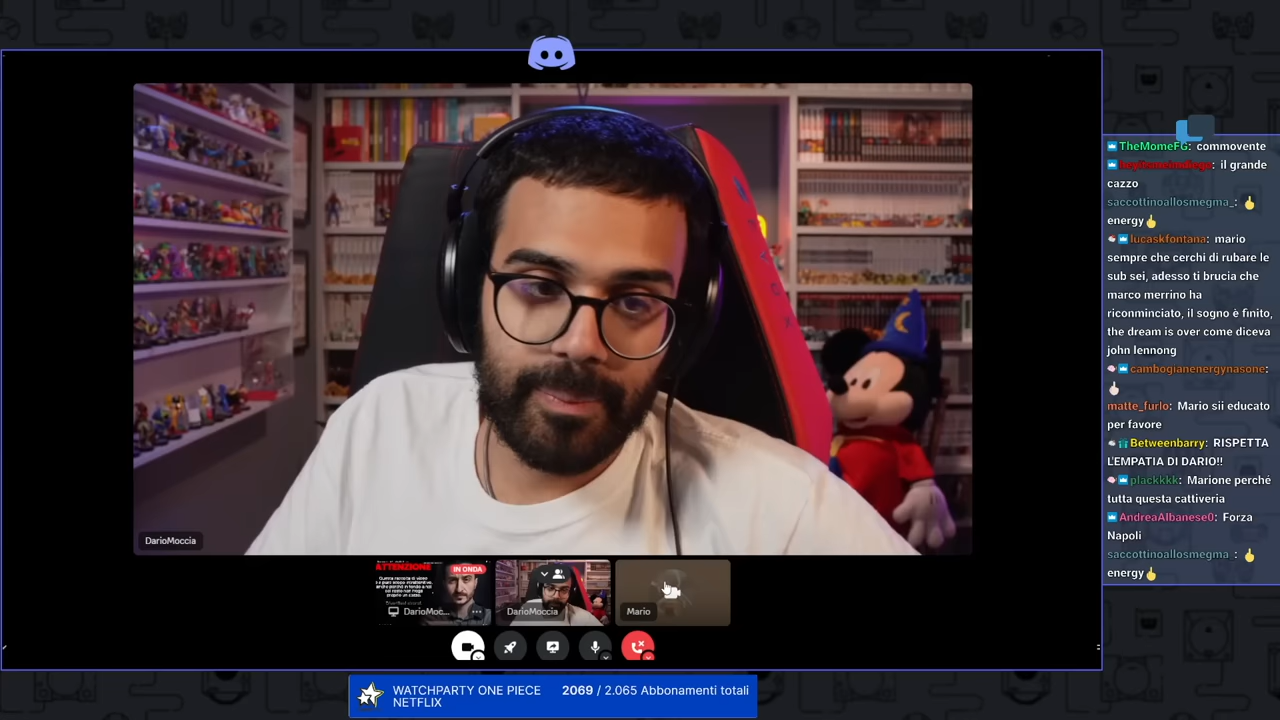 TheMomeFG: commovente
: il grande
cazzo
saccottinoallosmegma_:
energy
lucaskfontana: mario
sempre che cerchi di rubare le
sub sei, adesso ti brucia che
marco merrino ha
riconminciato, il sogno è finito,
the dream is over come diceva
john lennong
cambogianenergynasone:
matte_furlo: Mario sii educato
per favore
Betweenbarry: RISPETTA
L'EMPATIA DI DARIO!!
plackkkk: Marione perché
tutta questa cattiveria
AndreaAlbanese0: Forza
Napoli
saccottinoallosmegma_:
energy
DarioMoccia
ATTENZIONE
IN ONDA
DarioMoc...
DarioMoccia
Mario
WATCHPARTY ONE PIECE
NETFLIX
2069 / 2.065 Abbonamenti totali